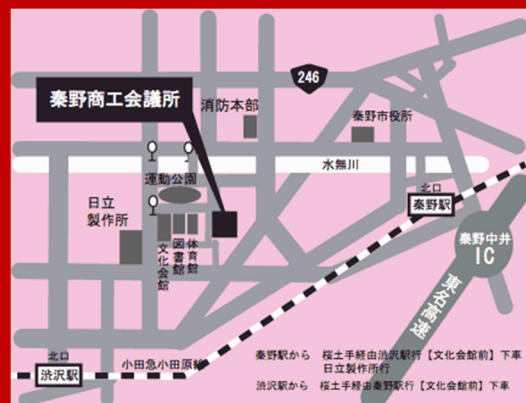 246
秦野商工会議所
消防本部
秦野市役所
水無川
運動公園
北口
秦野駅
日立
製作所
文化会館
図書館
体育館
秦野中井
IC
東名高速
北口
渋沢駅
小田急小田原線
秦野駅から 桜土手経由渋沢駅行【文化会館前】下車
日立製作所行
渋沢駅から 桜土手経由秦野駅行【文化会館前】下車